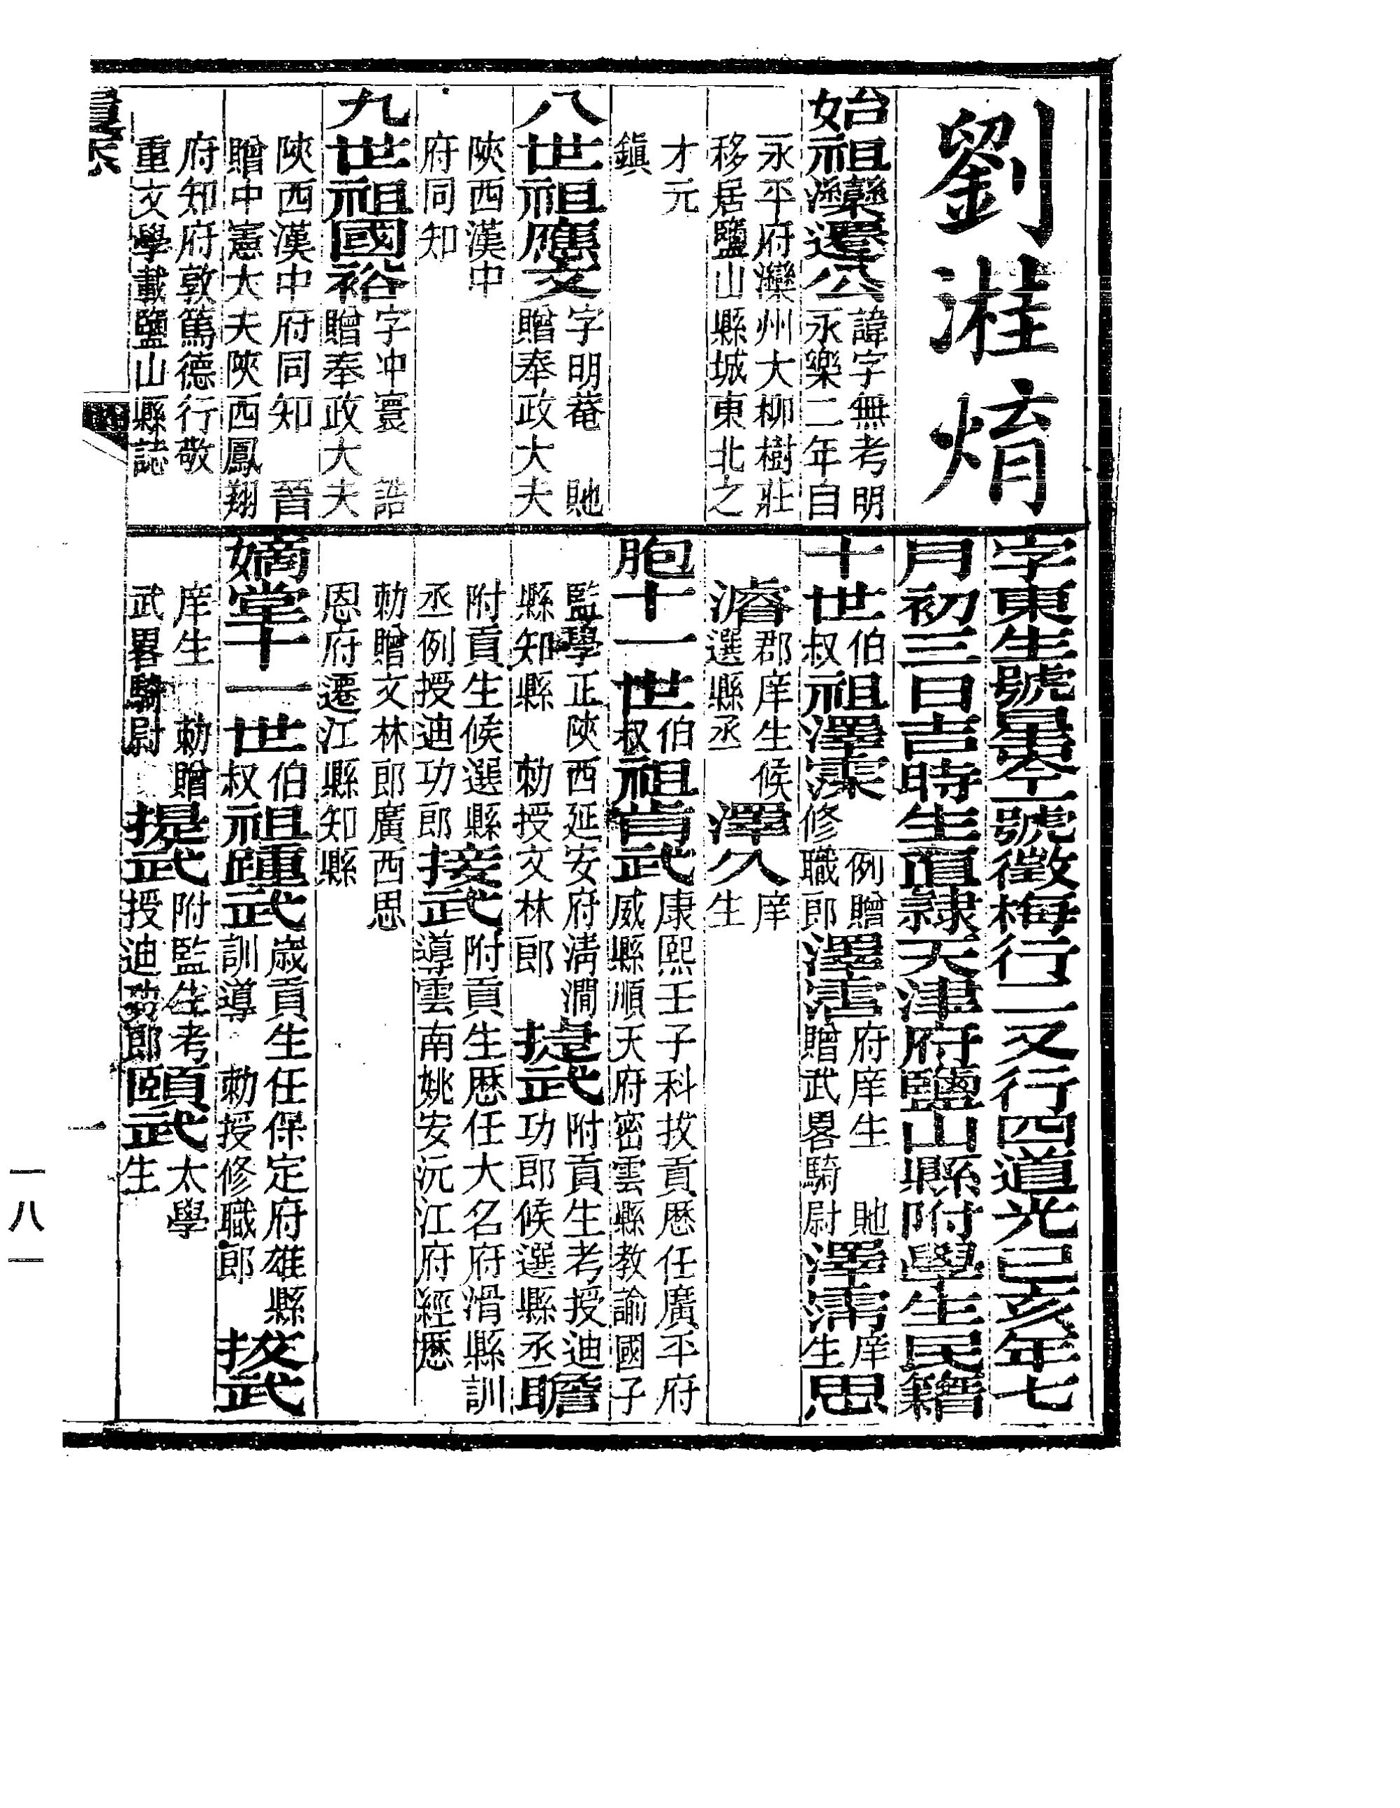 劉溎焴
始祖灤遷公諱字無考明
永樂二年自
永平府灤州大柳樹莊
移居鹽山縣城東北之
才元
鎮
八世祖應文字明菴 貤
贈奉政大夫
陝西漢中
府同知
九世祖國裕字冲寰 誥
贈奉政大夫
陝西漢中府同知 晉
贈中憲大夫陝西鳳翔
府知府敦篤德行敬
重文學載鹽山縣誌
字東生號星岑一號徵梅行二又行四道光己亥年七
月初三日吉時生直隸天津府鹽山縣附學生民籍
十世伯叔祖澤 例贈修職郎澤 府庠生 貤贈武畧騎尉澤濡庠生思
濬郡庠生候選縣丞澤久庠生
胞十一世伯叔祖肯武康熙壬子科拔貢歷任廣平府威縣順天府密雲縣教諭國子
監學正陝西延安府清澗縣知縣 勅授文林郎 提武附貢生考授迪功郎候選縣丞瞻
附貢生候選縣丞例授迪功郎接武附貢生歷任大名府滑縣訓導雲南姚安沅江府經歷
勅贈文林郎廣西思恩府遷江縣知縣
嫡堂十一世伯叔祖踵武歲貢生任保定府雄縣訓導 勅授修職郎 拔武
庠生 勅贈武畧騎尉提武附監生考授迪功郎頤武太學生
一
一八一